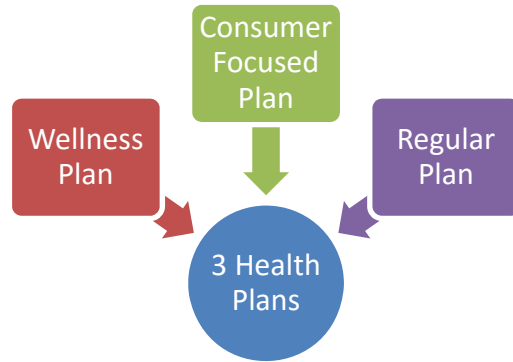 Consumer
Focused
Plan
Wellness
Plan
Regular
Plan
3 Health
Plans